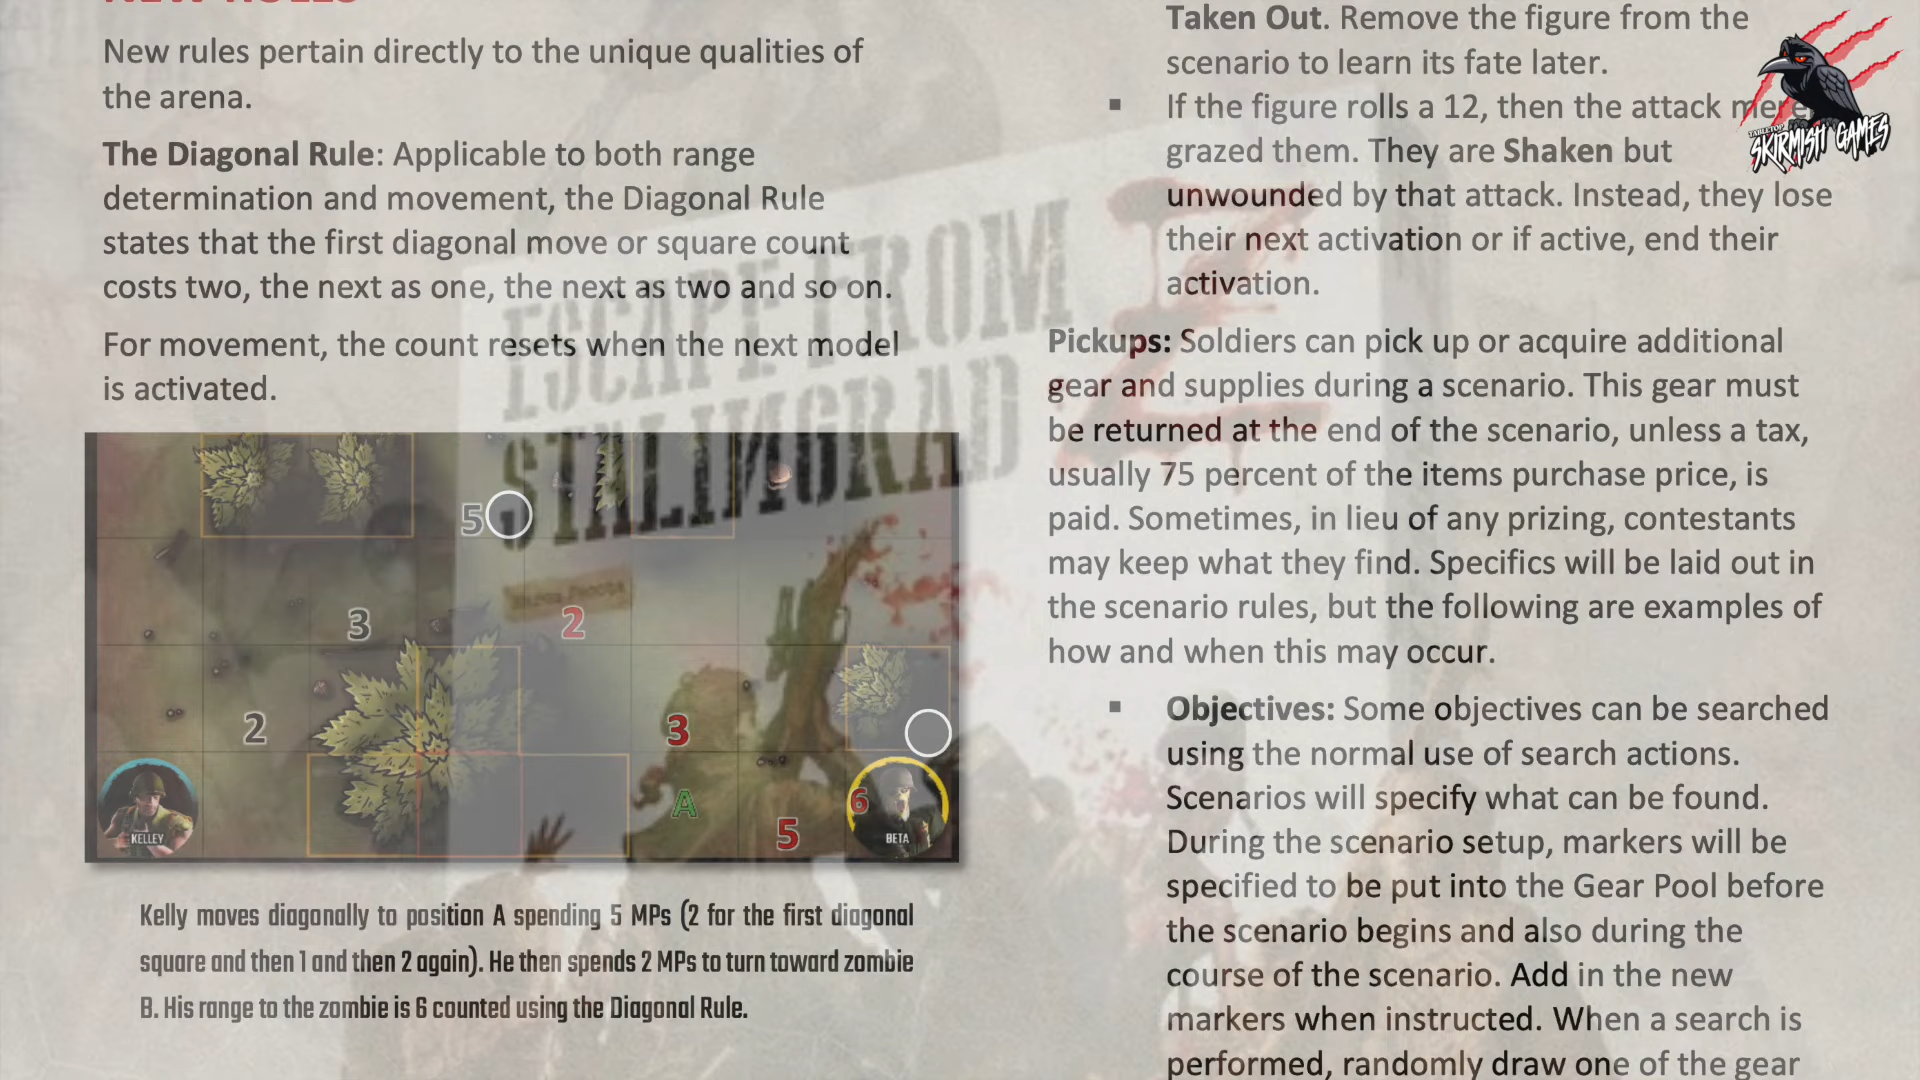 NEW RULES
New rules pertain directly to the unique qualities of
the arena.
The Diagonal Rule: Applicable to both range
determination and movement, the Diagonal Rule
states that the first diagonal move or square count
costs two, the next as one, the next as two and so on.
For movement, the count resets when the next model
is activated.
5
3
2
2
3
A
6
5
KELLEY
BETA
Kelly moves diagonally to position A spending 5 MPs (2 for the first diagonal
square and then 1 and then 2 again). He then spends 2 MPs to turn toward zombie
B. His range to the zombie is 6 counted using the Diagonal Rule.
Taken Out. Remove the figure from the
scenario to learn its fate later.
▪ If the figure rolls a 12, then the attack
grazed them. They are Shaken but
unwounded by that attack. Instead, they lose
their next activation or if active, end their
activation.
Pickups: Soldiers can pick up or acquire additional
gear and supplies during a scenario. This gear must
be returned at the end of the scenario, unless a tax,
usually 75 percent of the items purchase price, is
paid. Sometimes, in lieu of any prizing, contestants
may keep what they find. Specifics will be laid out in
the scenario rules, but the following are examples of
how and when this may occur.
▪ Objectives: Some objectives can be searched
using the normal use of search actions.
Scenarios will specify what can be found.
During the scenario setup, markers will be
specified to be put into the Gear Pool before
the scenario begins and also during the
course of the scenario. Add in the new
markers when instructed. When a search is
performed, randomly draw one of the gear
ESCAPE FROM
STALINGRAD
Z
TABLETOP
SKIRMISH GAMES